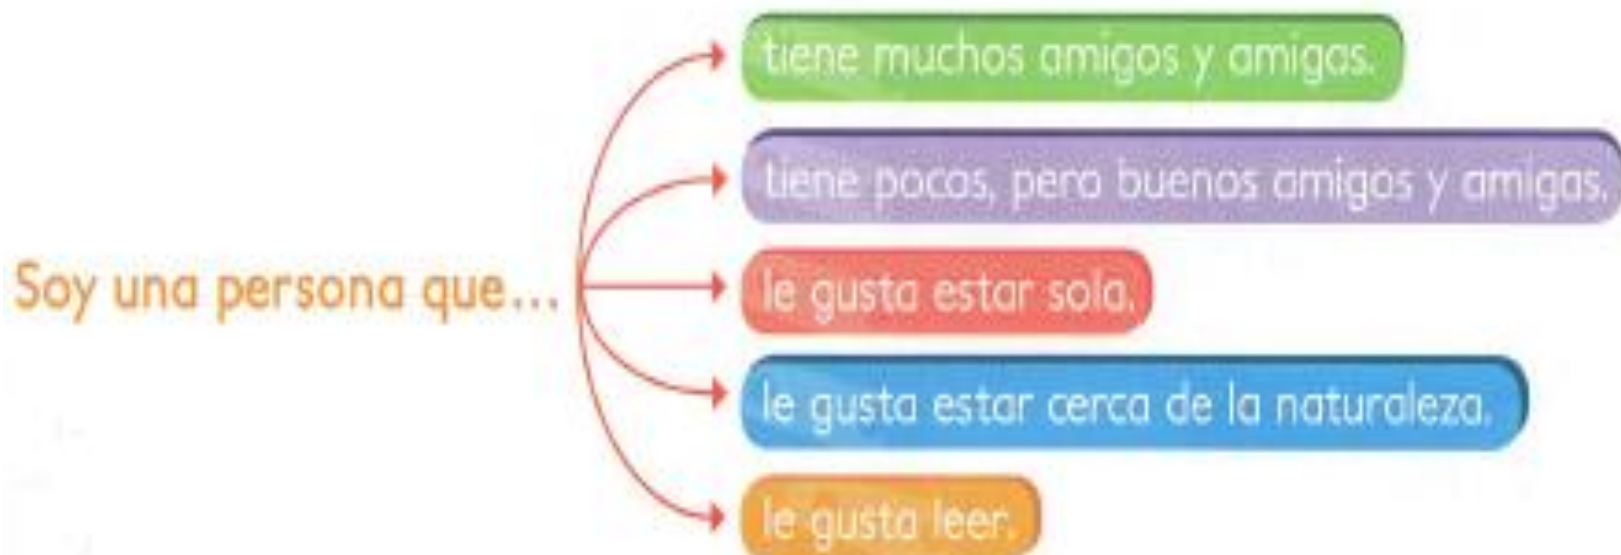 Soy una persona que...
tiene muchos amigos y amigas.
tiene pocos, pero buenos amigos y amigas.
le gusta estar sola.
le gusta estar cerca de la naturaleza.
le gusta leer.